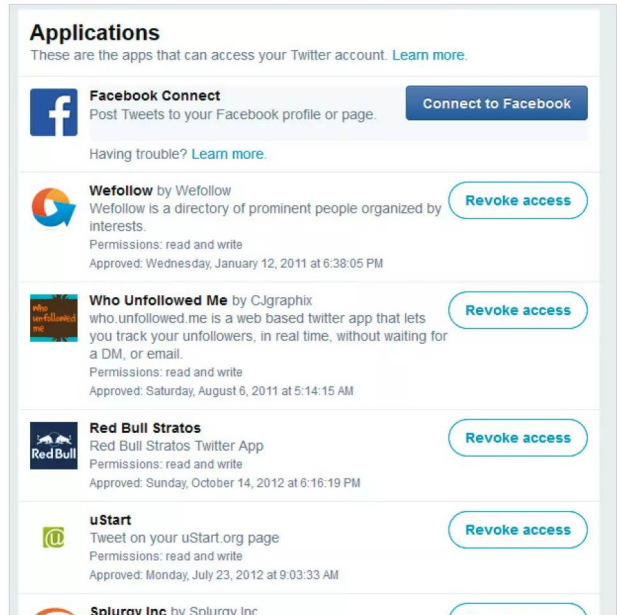 Applications
These are the apps that can access your Twitter account. Learn more.
Facebook Connect
Post Tweets to your Facebook profile or page.
Connect to Facebook
Having trouble? Learn more.
Wefollow by Wefollow
Wefollow is a directory of prominent people organized by
interests.
Permissions: read and write
Approved: Wednesday, January 12, 2011 at 6:38:05 PM
Revoke access
who
unfollowed
me
Who Unfollowed Me by CJgraphix
who.unfollowed.me is a web based twitter app that lets
you track your unfollowers, in real time, without waiting for
a DM, or email.
Permissions: read and write
Approved: Saturday, August 6, 2011 at 5:14:15 AM
Revoke access
Red Bull
Red Bull Stratos
Red Bull Stratos Twitter App
Permissions: read and write
Approved: Sunday, October 14, 2012 at 6:16:19 PM
Revoke access
uStart
Tweet on your uStart.org page
Permissions: read and write
Approved: Monday, July 23, 2012 at 9:03:33 AM
Revoke access
Splurgy Inc by Splurgy Inc